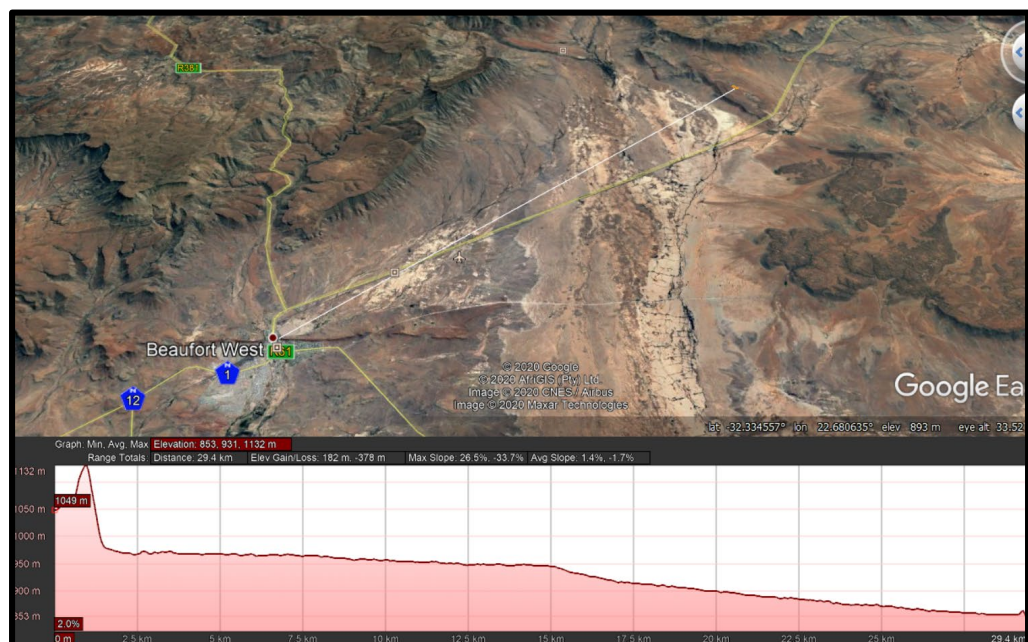 R381
Beaufort West
R61
N
1
N
12
© 2020 Google
© 2020 AfriGIS (Pty) Ltd.
Image © 2020 CNES / Airbus
Image © 2020 Maxar Technologies
Google Ea
lat -32.334557° lon 22.680635° elev 893 m eye alt 33.52
Graph: Min, Avg, Max Elevation: 853, 931, 1132 m
Range Totals: Distance: 29.4 km Elev Gain/Loss: 182 m, -378 m Max Slope: 26.5%, -33.7% Avg Slope: 1.4%, -1.7%
1132 m
1049 m
1050 m
1000 m
950 m
900 m
853 m
2.0%
0 m 2.5 km 5 km 7.5 km 10 km 12.5 km 15 km 17.5 km 20 km 22.5 km 25 km 29.4 km